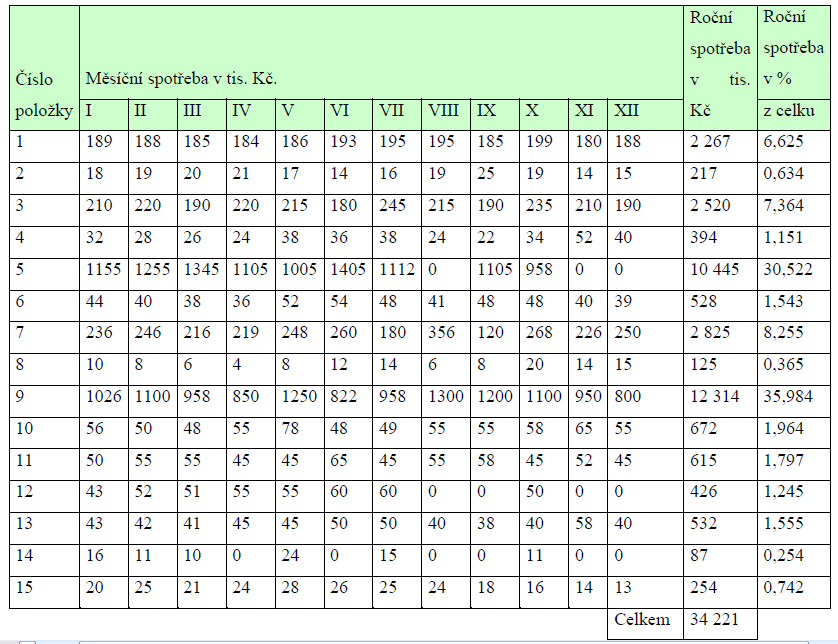 Číslo položky Měsíční spotřeba v tis. Kč. Roční spotřeba v tis. Kč Roční spotřeba v % z celku
I II III IV V VI VII VIII IX X XI XII
1 189 188 185 184 186 193 195 195 185 199 180 188 2 267 6,625
2 18 19 20 21 17 14 16 19 25 19 14 15 217 0,634
3 210 220 190 220 215 180 245 215 190 235 210 190 2 520 7,364
4 32 28 26 24 38 36 38 24 22 34 52 40 394 1,151
5 1155 1255 1345 1105 1005 1405 1112 0 1105 958 0 0 10 445 30,522
6 44 40 38 36 52 54 48 41 48 48 40 39 528 1,543
7 236 246 216 219 248 260 180 356 120 268 226 250 2 825 8,255
8 10 8 6 4 8 12 14 6 8 20 14 15 125 0,365
9 1026 1100 958 850 1250 822 958 1300 1200 1100 950 800 12 314 35,984
10 56 50 48 55 78 48 49 55 55 58 65 55 672 1,964
11 50 55 55 45 45 65 45 55 58 45 52 45 615 1,797
12 43 52 51 55 55 60 60 0 0 50 0 0 426 1,245
13 43 42 41 45 45 50 50 40 38 40 58 40 532 1,555
14 16 11 10 0 24 0 15 0 0 11 0 0 87 0,254
15 20 25 21 24 28 26 25 24 18 16 14 13 254 0,742
Celkem 34 221